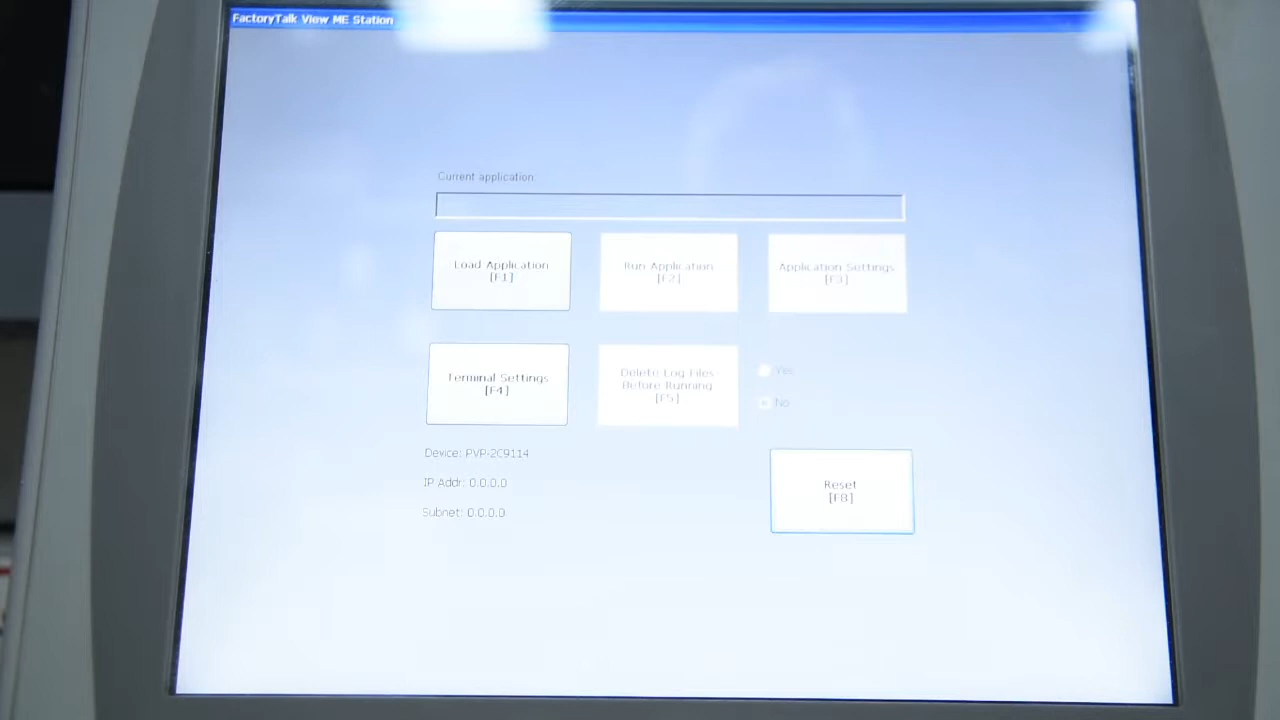 FactoryTalk View ME Station
Current application:
Load Application
[F1]
Run Application
[F2]
Application Settings
[F3]
Terminal Settings
[F4]
Delete Log Files
Before Running
[F5]
Yes
No
Device: PVP-2C9114
IP Addr: 0.0.0.0
Subnet: 0.0.0.0
Reset
[F8]